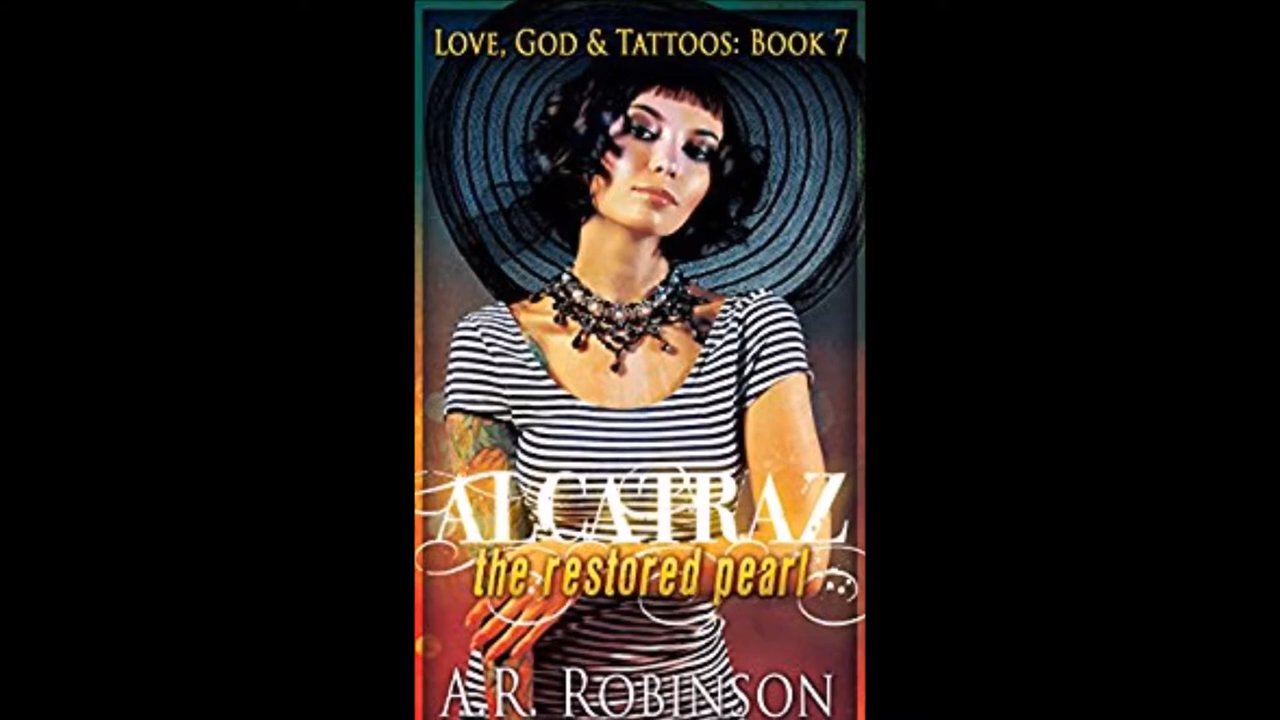 LOVE, GOD & TATTOOS: BOOK 7
ALCATRAZ
the restored pearl
A.R. ROBINSON